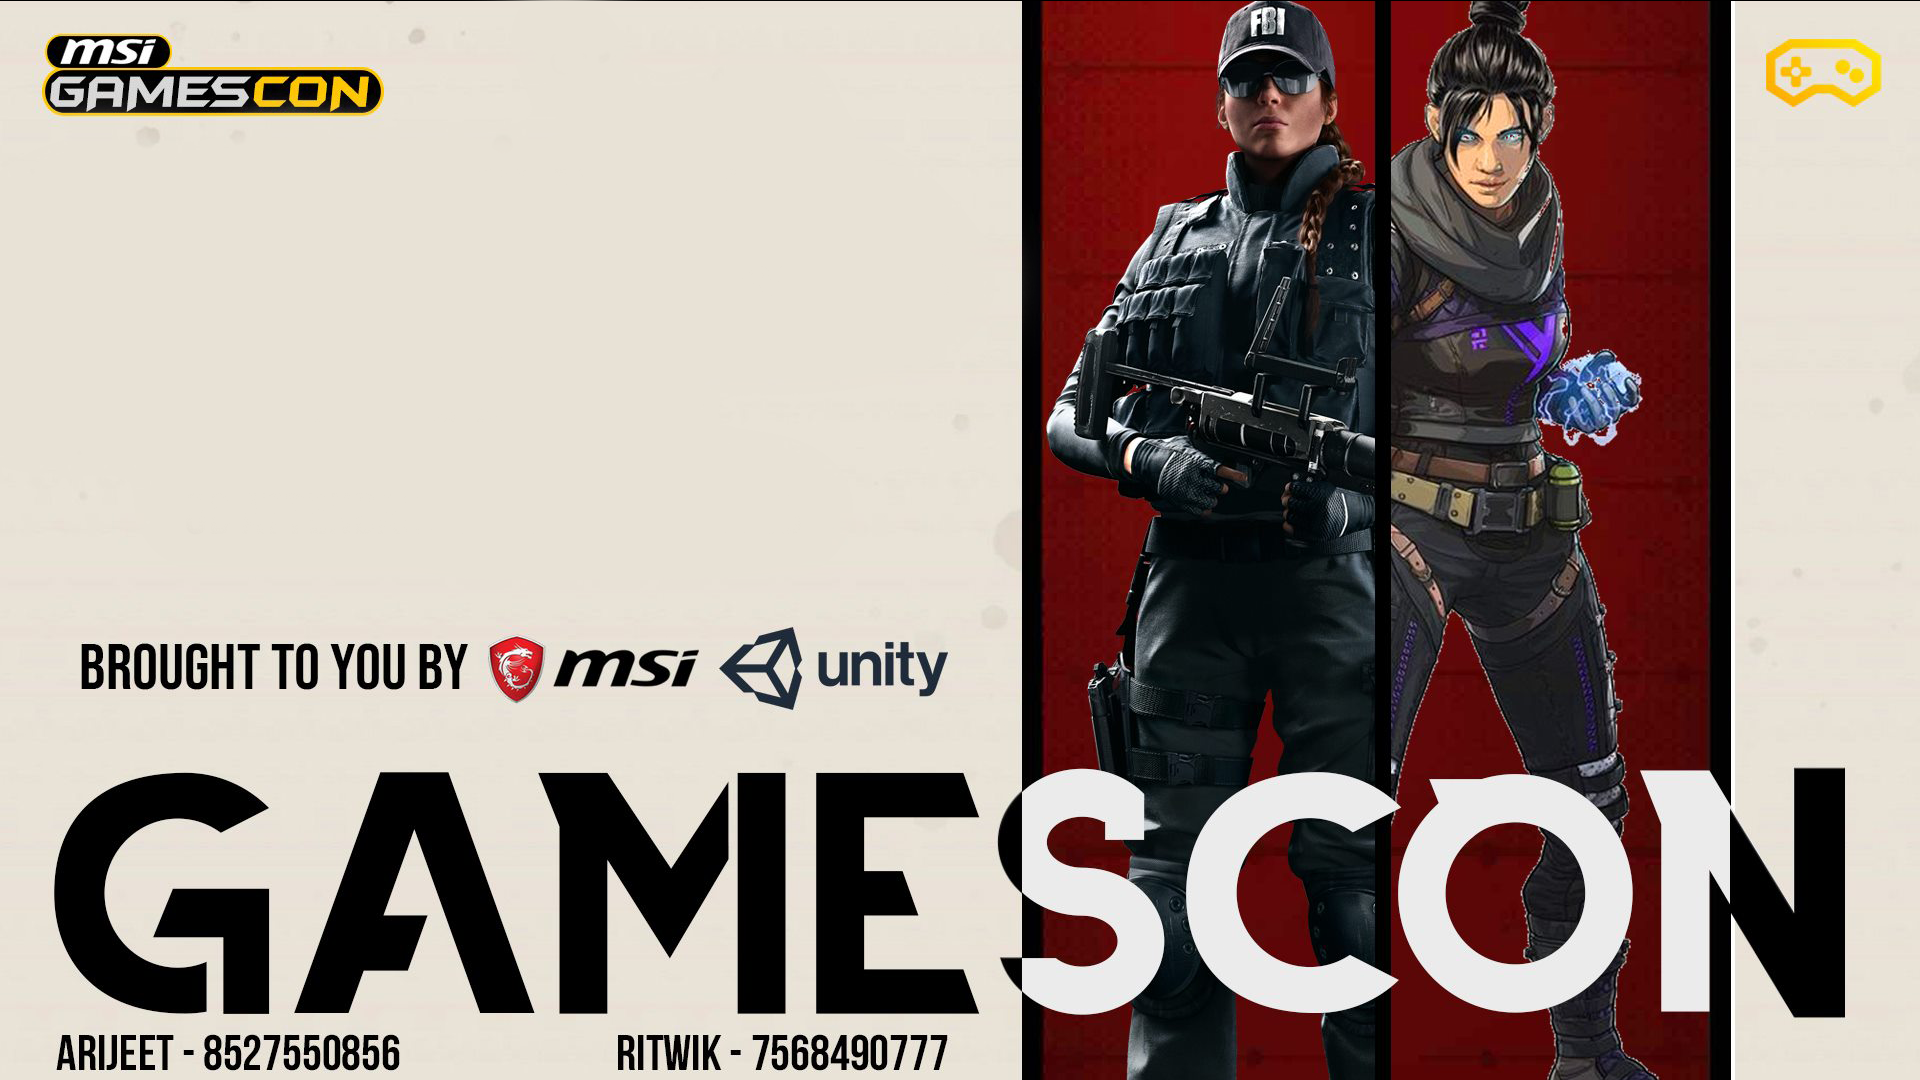 msi
GAMESCON
FBI
BROUGHT TO YOU BY msi unity
GAMESCON
ARIJEET - 8527550856 RITWIK - 7568490777